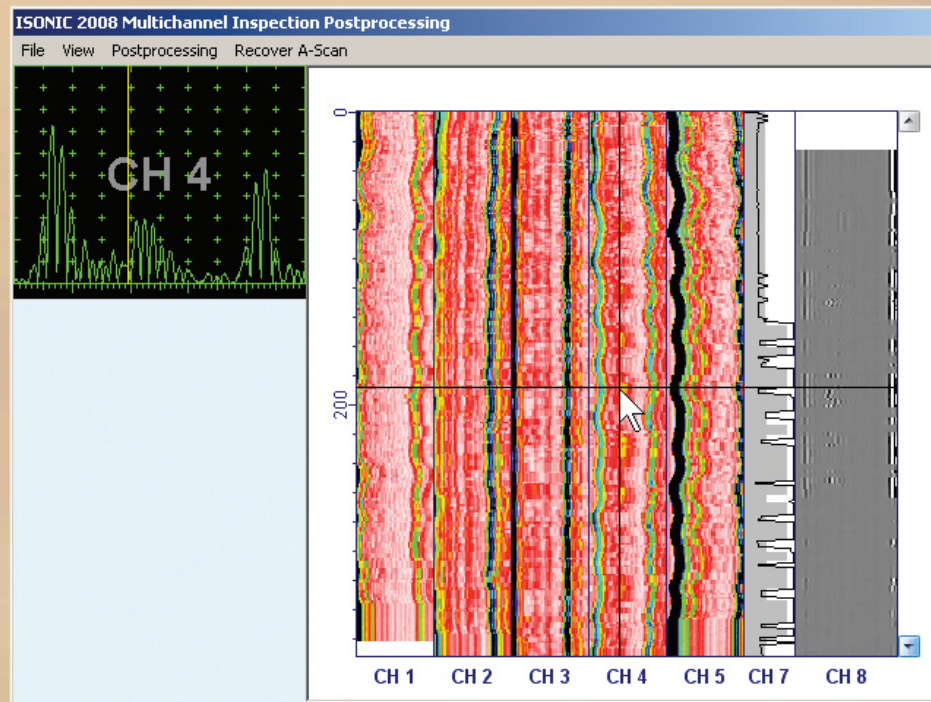 ISONIC 2008 Multichannel Inspection Postprocessing
File View Postprocessing Recover A-Scan
CH 4
0
200
CH 1 CH 2 CH 3 CH 4 CH 5 CH 7 CH 8